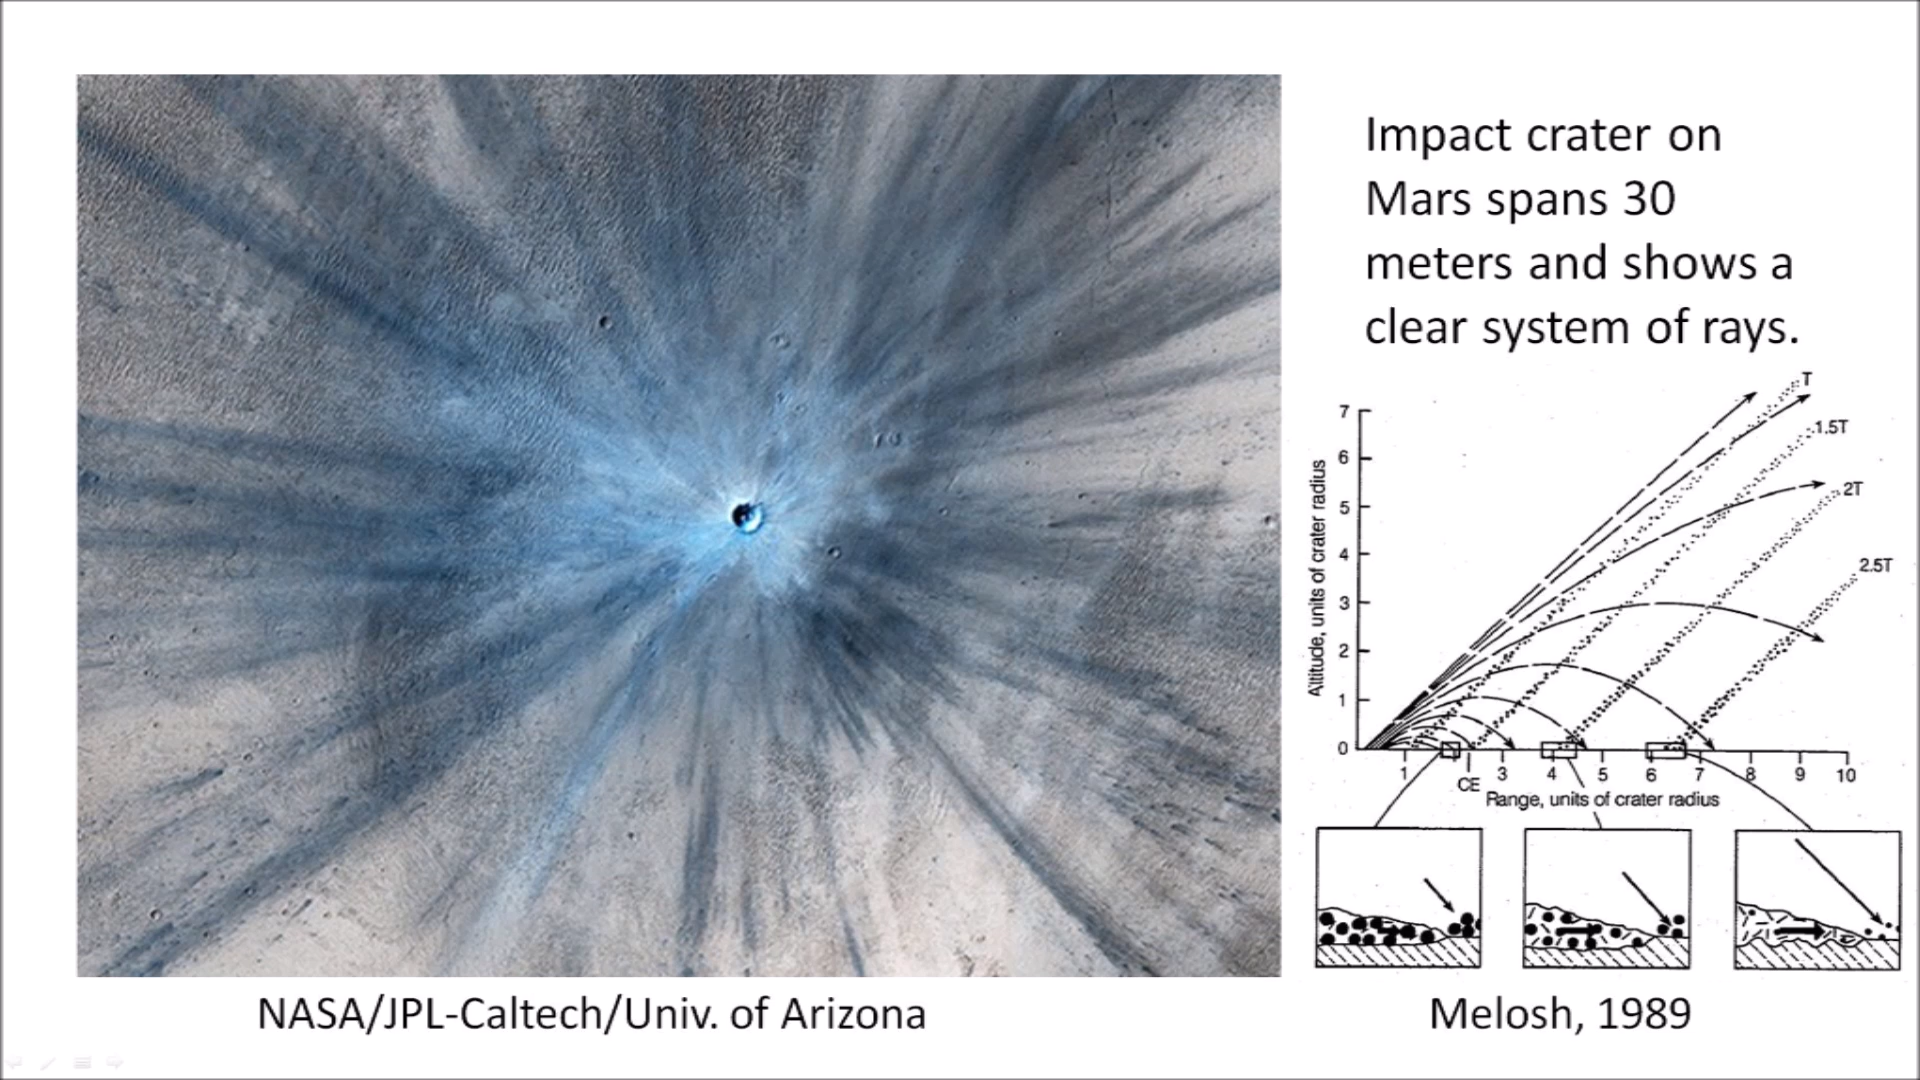 Impact crater on
Mars spans 30
meters and shows a
clear system of rays.
T
1.5T
2T
2.5T
Altitude, units of crater radius
7
6
5
4
3
2
1
0
1
CE
3
4
5
6
7
8
9
10
Range, units of crater radius
NASA/JPL-Caltech/Univ. of Arizona
Melosh, 1989